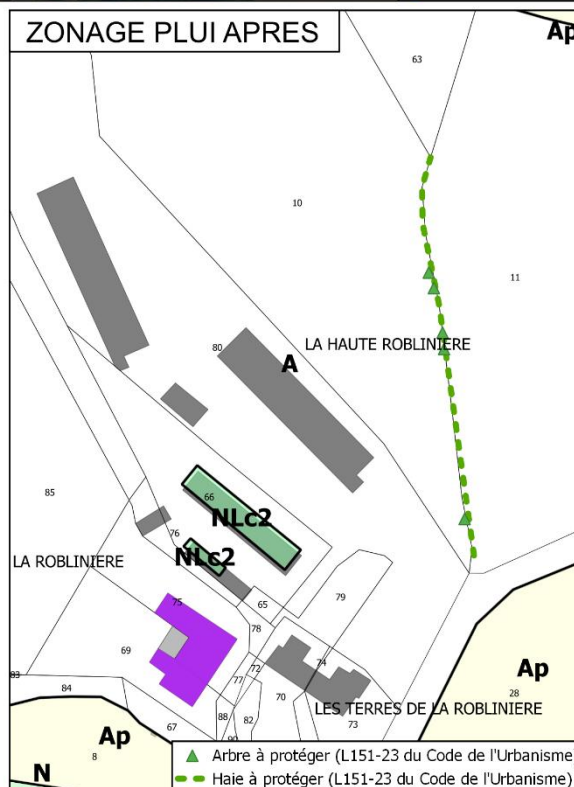 ZONAGE PLUI APRES
Ap
63
10
11
LA HAUTE ROBLINIERE
80
A
85
66
NLc2
76
NLc2
LA ROBLINIERE
75
65
79
78
69
74
72
77
83
84
70
28
Ap
LES TERRES DE LA ROBLINIERE
88
82
73
67
Ap
8
90
N
Arbre à protéger (L151-23 du Code de l'Urbanisme
Haie à protéger (L151-23 du Code de l'Urbanisme)